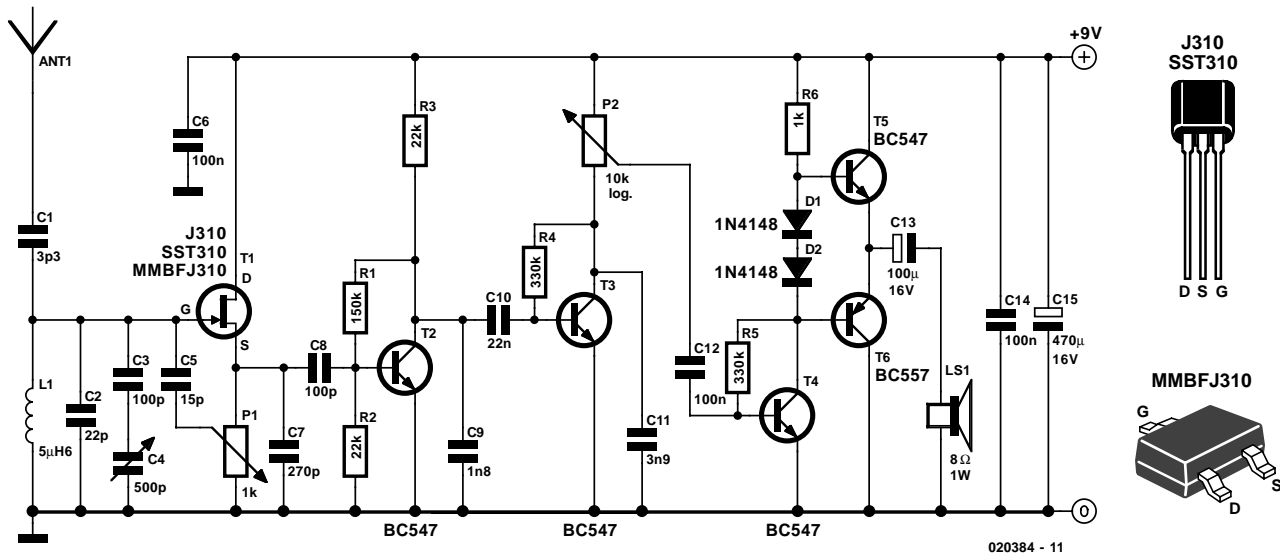 ANT1
+9V
J310
SST310
D S G
C6
100n
R3
22k
P2
10k
log.
R6
1k
T5
BC547
C1
3p3
J310
SST310
MMBFJ310
T1
D
G
S
R1
150k
R4
330k
D1
1N4148
D2
1N4148
C13
100μ
16V
C14
100n
C15
470μ
16V
L1
5μH6
C2
22p
C3
100p
C4
500p
C5
15p
P1
1k
C7
270p
C8
100p
R2
22k
T2
C9
1n8
C10
22n
T3
C11
3n9
C12
100n
R5
330k
T4
T6
BC557
LS1
8Ω
1W
MMBFJ310
G
S
D
BC547
BC547
BC547
0
020384 - 11